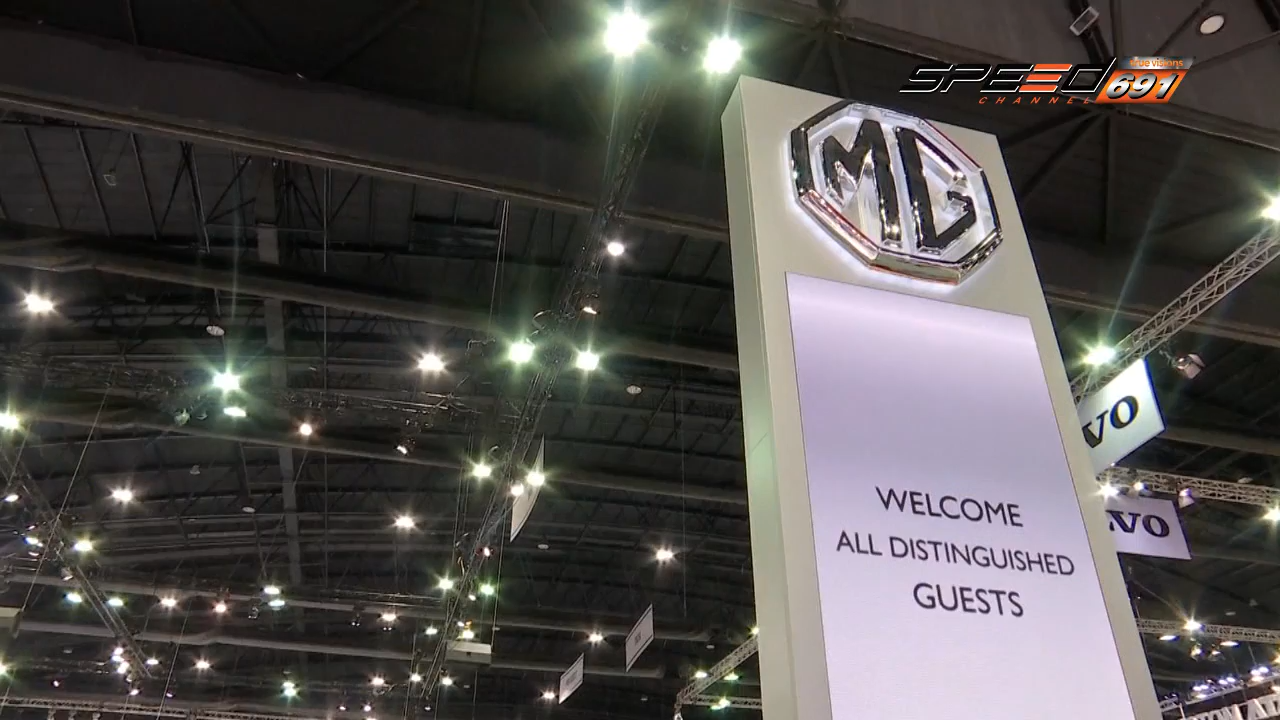 true visions
SPEED 691
CHANNEL
MG
VO
VO
WELCOME
ALL DISTINGUISHED
GUESTS